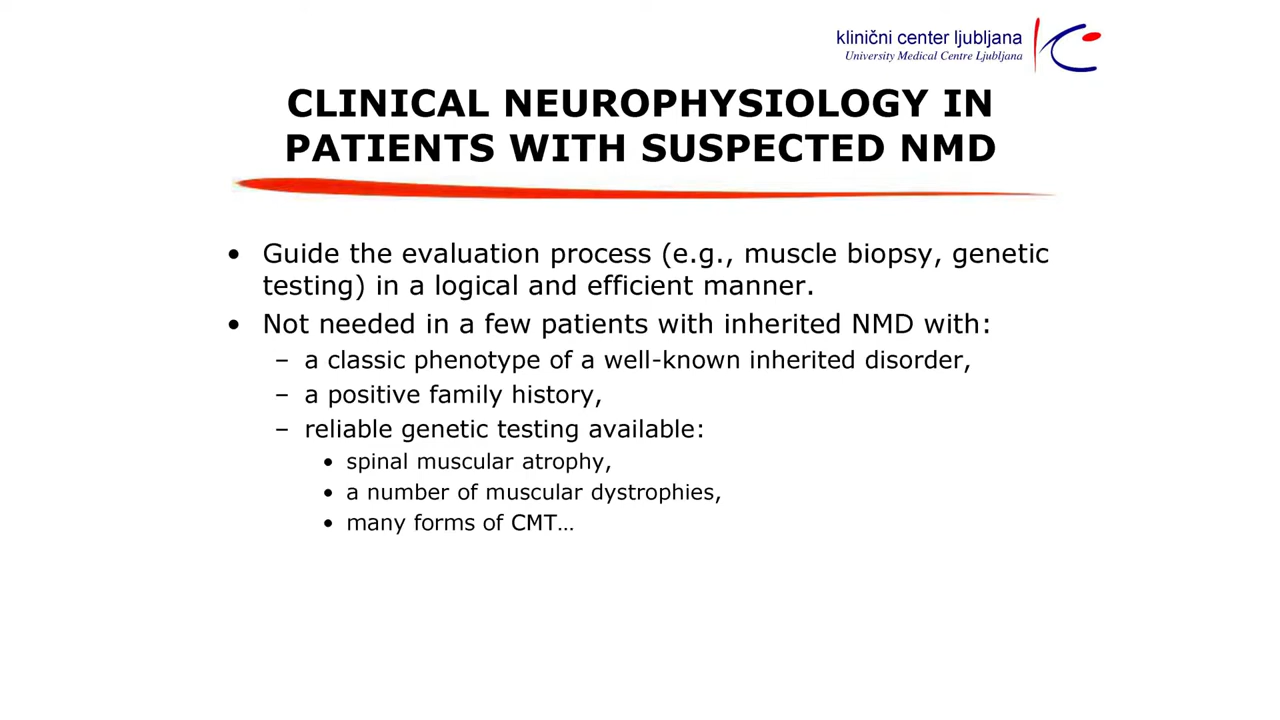 klinični center ljubljana
University Medical Centre Ljubljana
CLINICAL NEUROPHYSIOLOGY IN
PATIENTS WITH SUSPECTED NMD
• Guide the evaluation process (e.g., muscle biopsy, genetic
testing) in a logical and efficient manner.
• Not needed in a few patients with inherited NMD with:
– a classic phenotype of a well-known inherited disorder,
– a positive family history,
– reliable genetic testing available:
• spinal muscular atrophy,
• a number of muscular dystrophies,
• many forms of CMT…